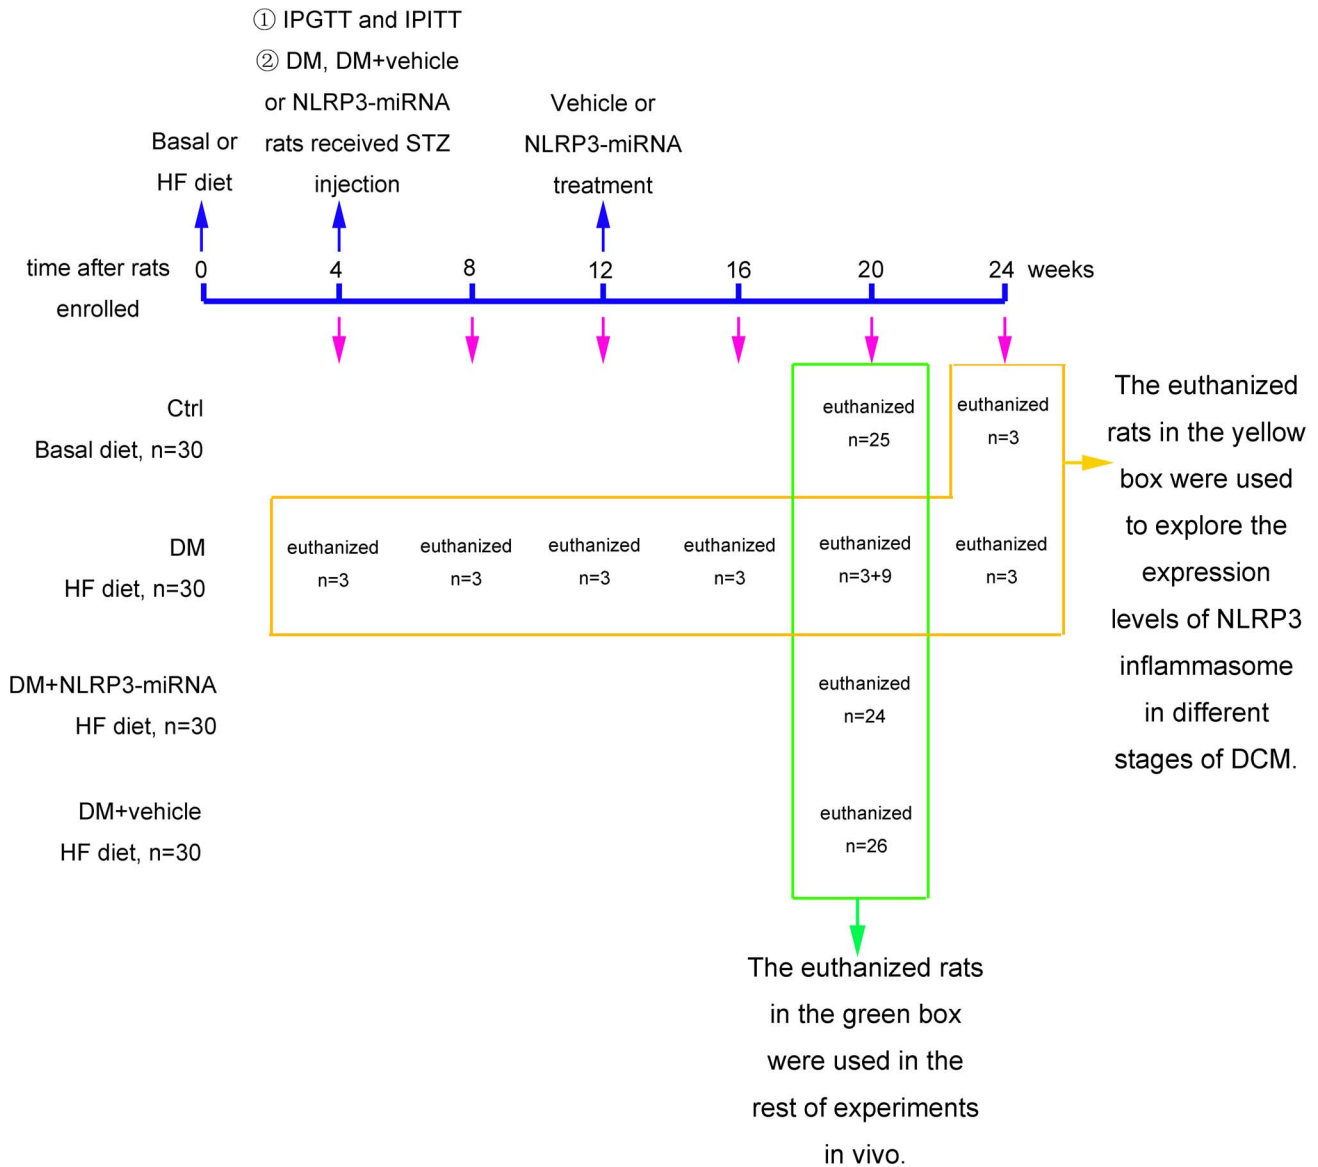 ① IPGTT and IPITT
② DM, DM+vehicle
or NLRP3-miRNA
rats received STZ
injection
Basal or
HF diet
Vehicle or
NLRP3-miRNA
treatment
time after rats
enrolled
0 4 8 12 16 20 24 weeks
Ctrl
Basal diet, n=30
euthanized
n=25
euthanized
n=3
DM
HF diet, n=30
euthanized
n=3
euthanized
n=3
euthanized
n=3
euthanized
n=3
euthanized
n=3+9
euthanized
n=3
DM+NLRP3-miRNA
HF diet, n=30
euthanized
n=24
DM+vehicle
HF diet, n=30
euthanized
n=26
The euthanized
rats in the yellow
box were used
to explore the
expression
levels of NLRP3
inflammasome
in different
stages of DCM.
The euthanized rats
in the green box
were used in the
rest of experiments
in vivo.